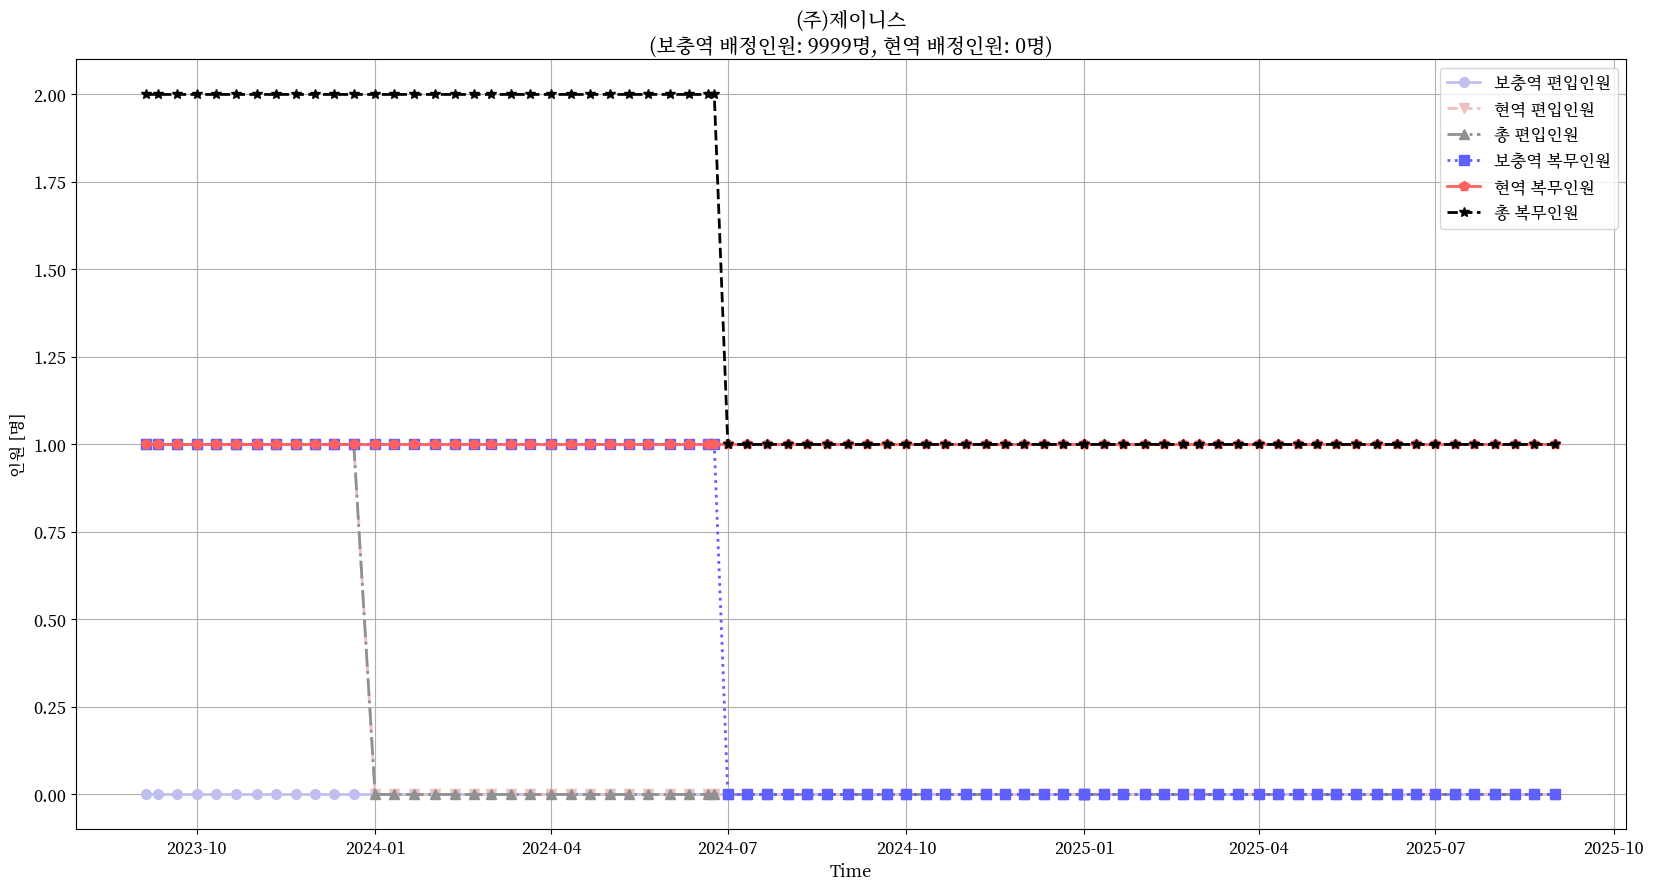 (주)제이니스
(보충역 배정인원: 9999명, 현역 배정인원: 0명)
보충역 편입인원
현역 편입인원
총 편입인원
보충역 복무인원
현역 복무인원
총 복무인원
2.00
1.75
1.50
1.25
1.00
0.75
0.50
0.25
0.00
인원 [명]
2023-10
2024-01
2024-04
2024-07
2024-10
2025-01
2025-04
2025-07
2025-10
Time